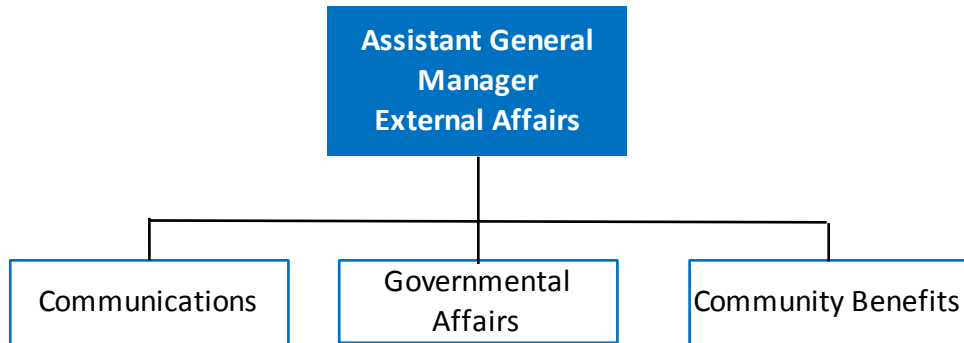 Assistant General
Manager
External Affairs
Communications
Governmental
Affairs
Community Benefits